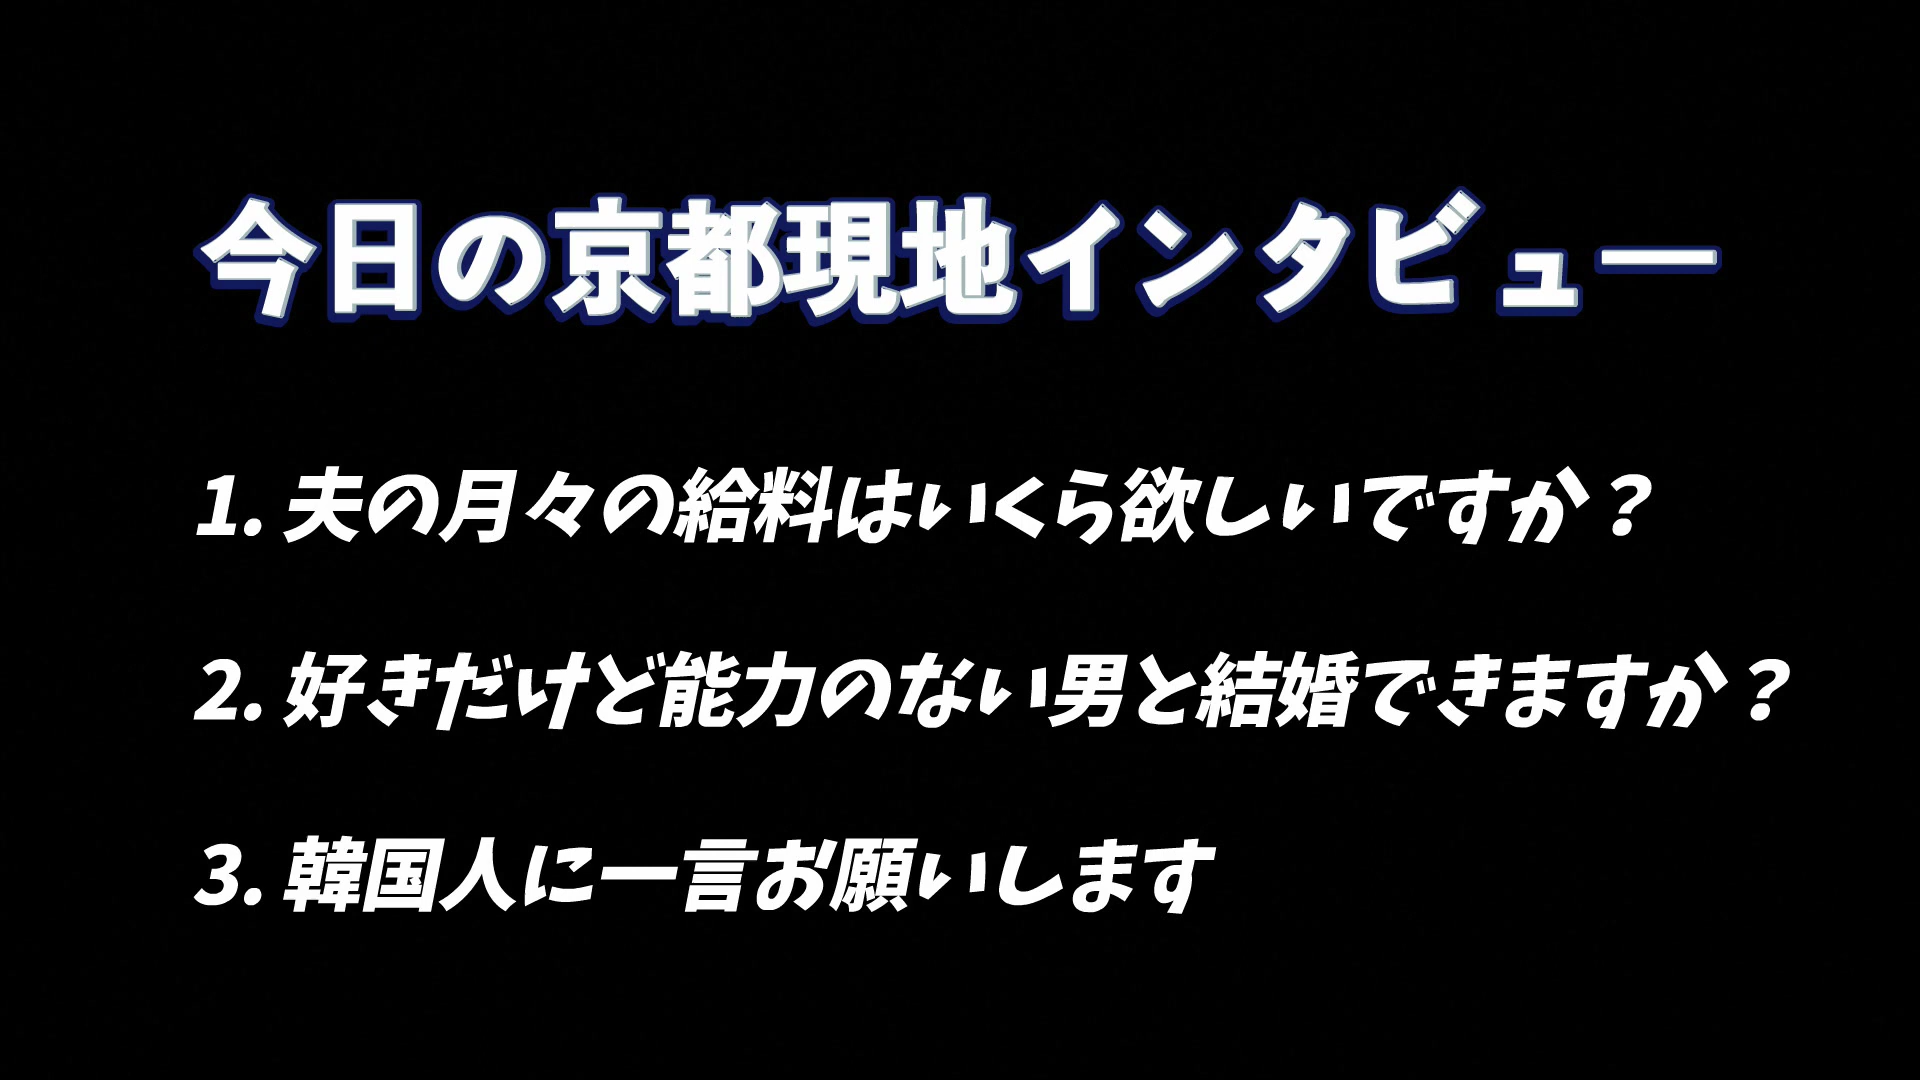 今日の京都現地インタビュー
1. 夫の月々の給料はいくら欲しいですか？
2. 好きだけど能力のない男と結婚できますか？
3. 韓国人に一言お願いします